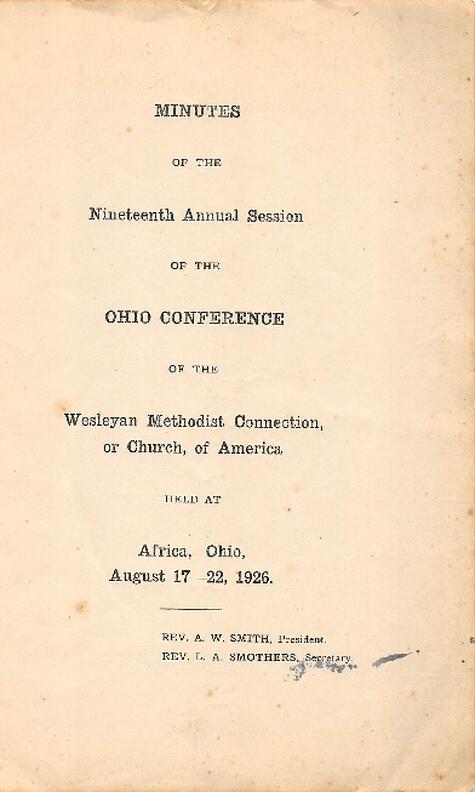 MINUTES
OF THE
Nineteenth Annual Session
OF THE
OHIO CONFERENCE
OF THE
Wesleyan Methodist Connection,
or Church, of America
HELD AT
Africa, Ohio,
August 17-22, 1926.
REV. A. W. SMITH, President.
REV. L. A. SMOTHERS, Secretary.